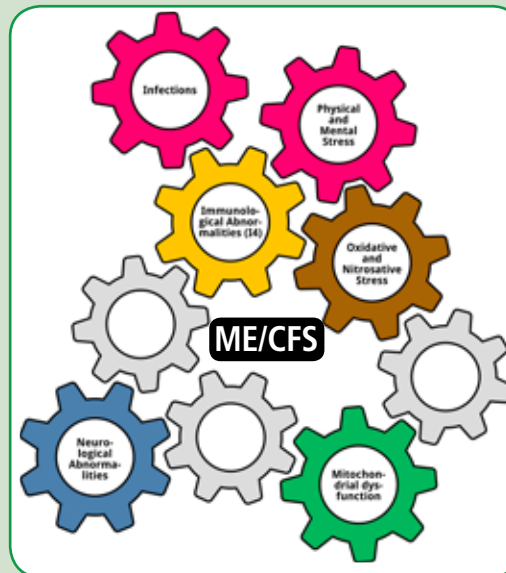 Infections
Physical
and
Mental
Stress
Immunolo-
gical Abnor-
malities (I4)
Oxidative
and
Nitrosative
Stress
ME/CFS
Neuro-
logical
Abnorma-
lities
Mitochon-
drial dys-
function